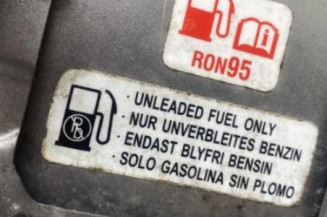 RON95
· UNLEADED FUEL ONLY
· NUR UNVERBLEITES BENZIN
· ENDAST BLYFRI BENSIN
· SOLO GASOLINA SIN PLOMO